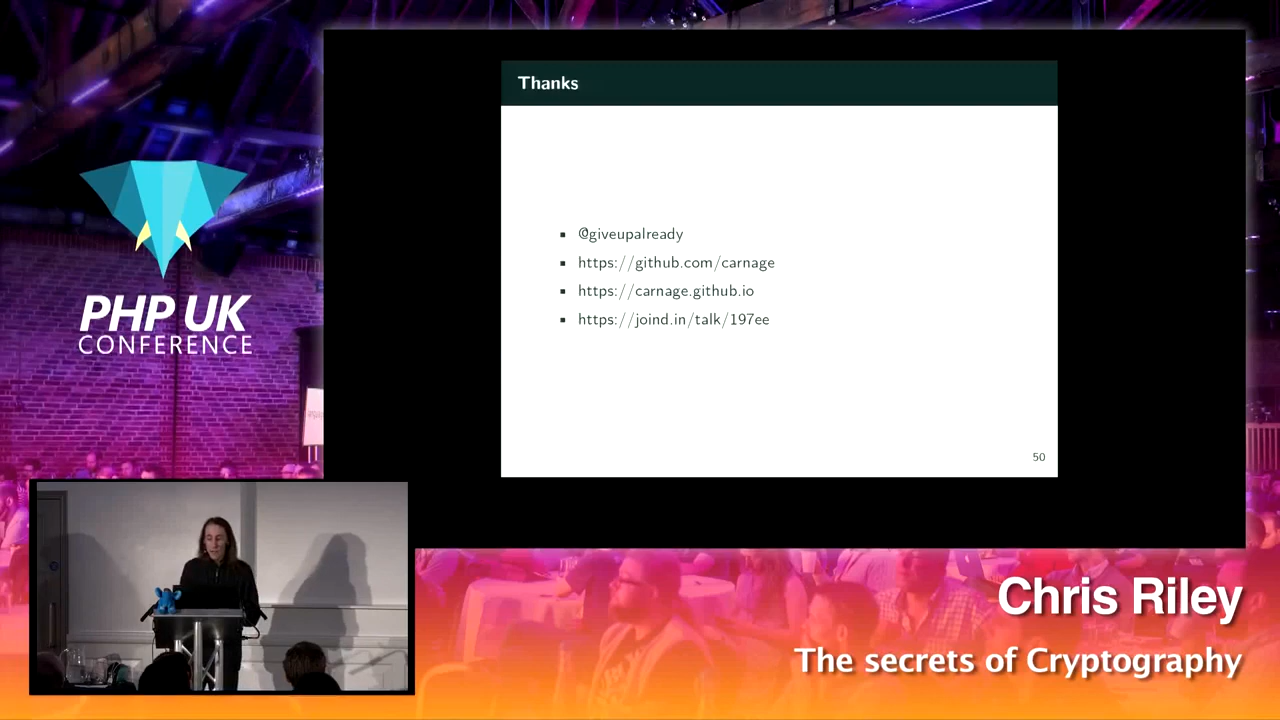 Thanks
@giveupalready
https://github.com/carnage
https://carnage.github.io
https://joind.in/talk/197ee
50
PHP UK
CONFERENCE
Chris Riley
The secrets of Cryptography